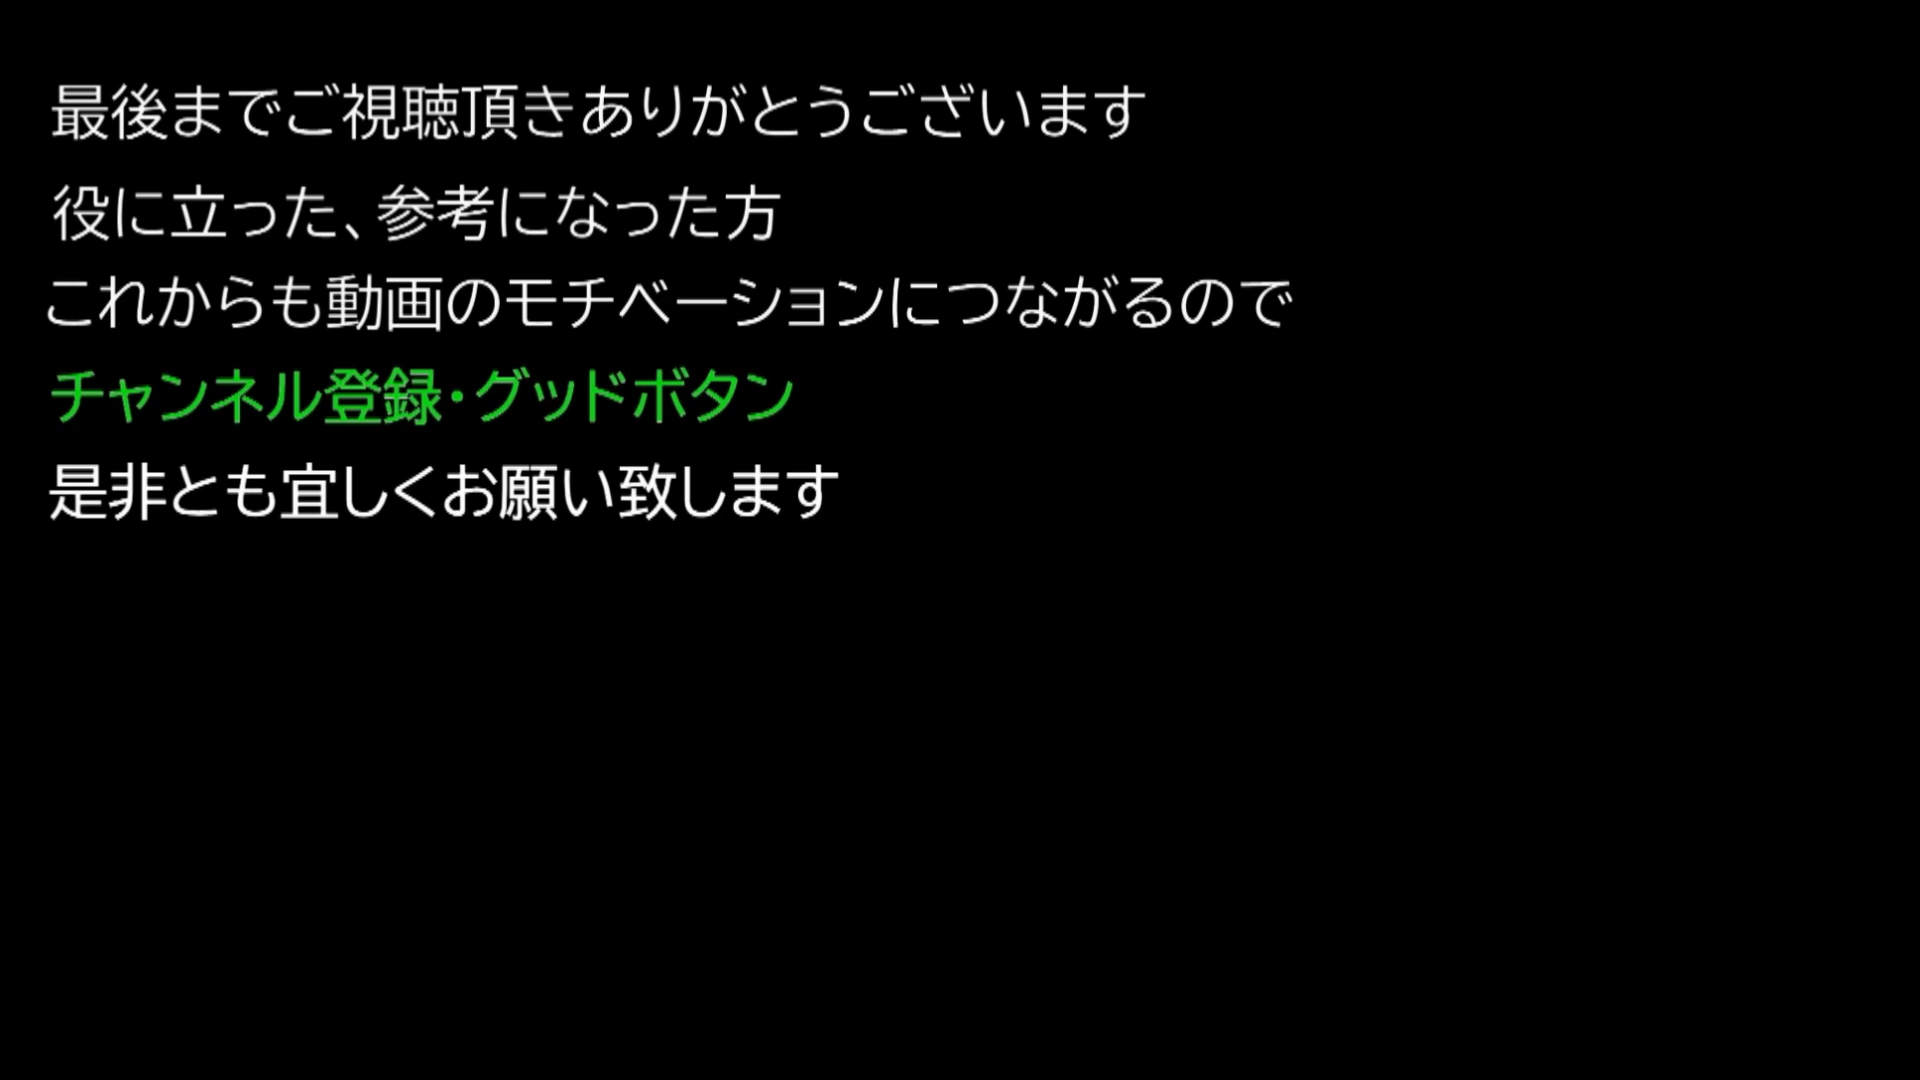 最後までご視聴頂きありがとうございます
役に立った、参考になった方
これからも動画のモチベーションにつながるので
チャンネル登録・グッドボタン
是非とも宜しくお願い致します